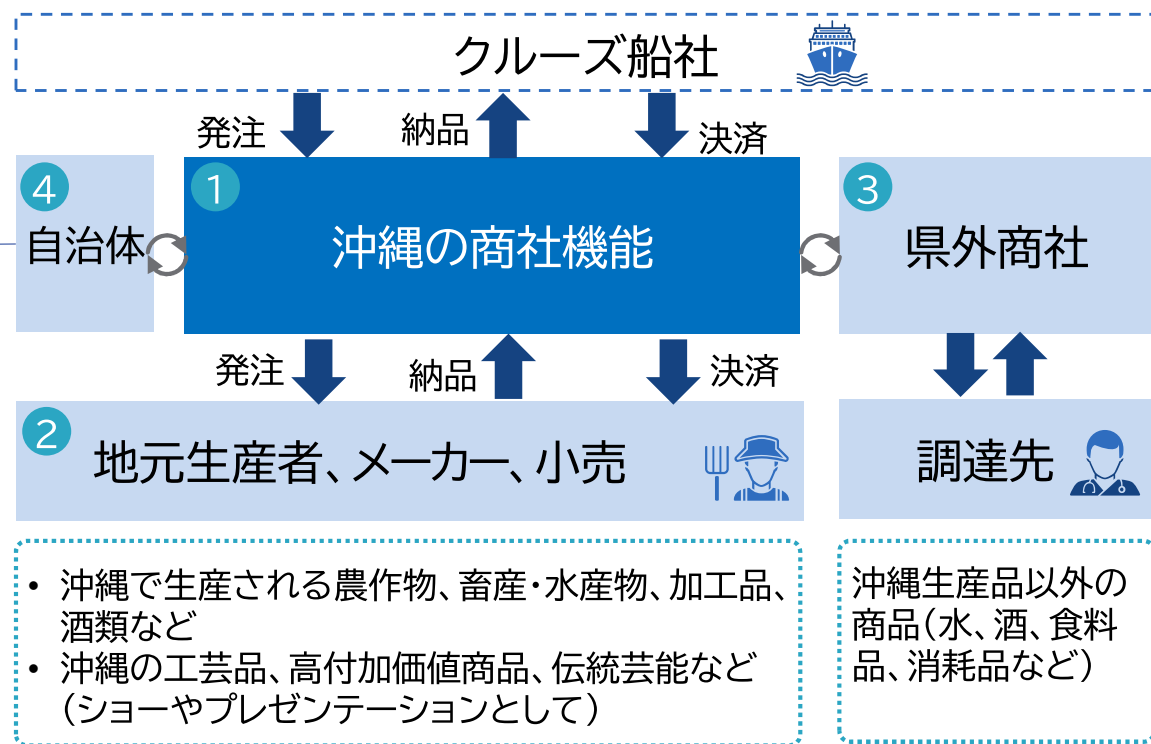 クルーズ船社
発注
納品
決済
4
自治体
1
沖縄の商社機能
3
県外商社
発注
納品
決済
2
地元生産者、メーカー、小売
調達先
• 沖縄で生産される農作物、畜産・水産物、加工品、
酒類など
• 沖縄の工芸品、高付加価値商品、伝統芸能など
（ショーやプレゼンテーションとして）
沖縄生産品以外の
商品（水、酒、食料
品、消耗品など）